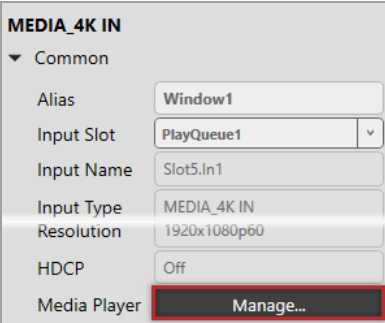 MEDIA_4K IN
Common
Alias Window1
Input Slot PlayQueue1
Input Name Slot5.In1
Input Type MEDIA_4K IN
Resolution 1920x1080p60
HDCP Off
Media Player Manage...